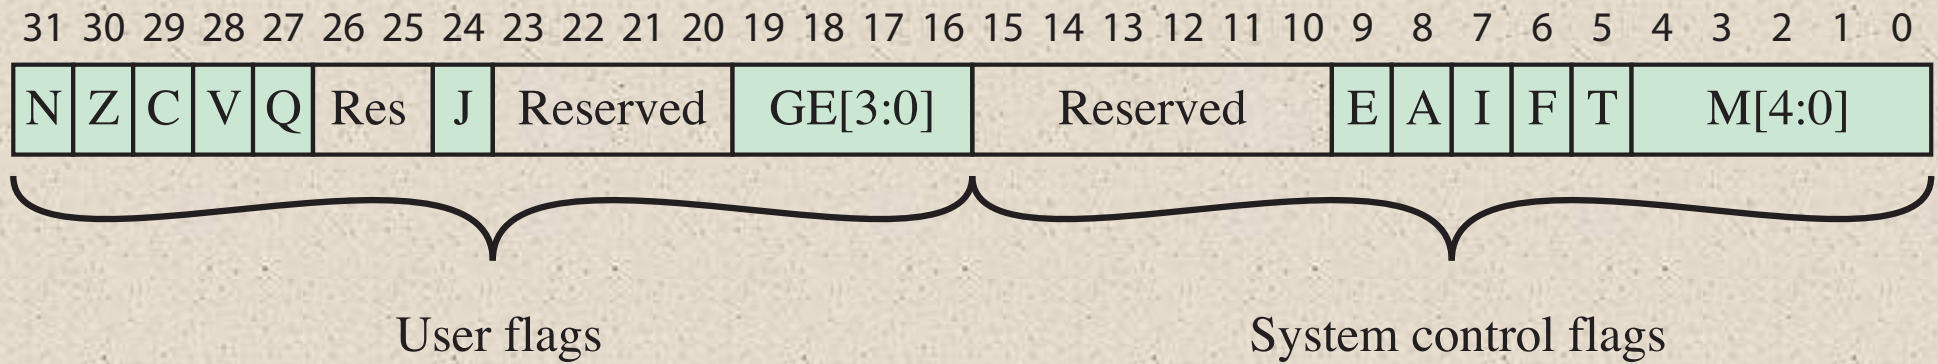 31 30 29 28 27 26 25 24 23 22 21 20 19 18 17 16 15 14 13 12 11 10 9 8 7 6 5 4 3 2 1 0
N Z C V Q Res J Reserved GE[3:0] Reserved E A I F T M[4:0]
User flags System control flags